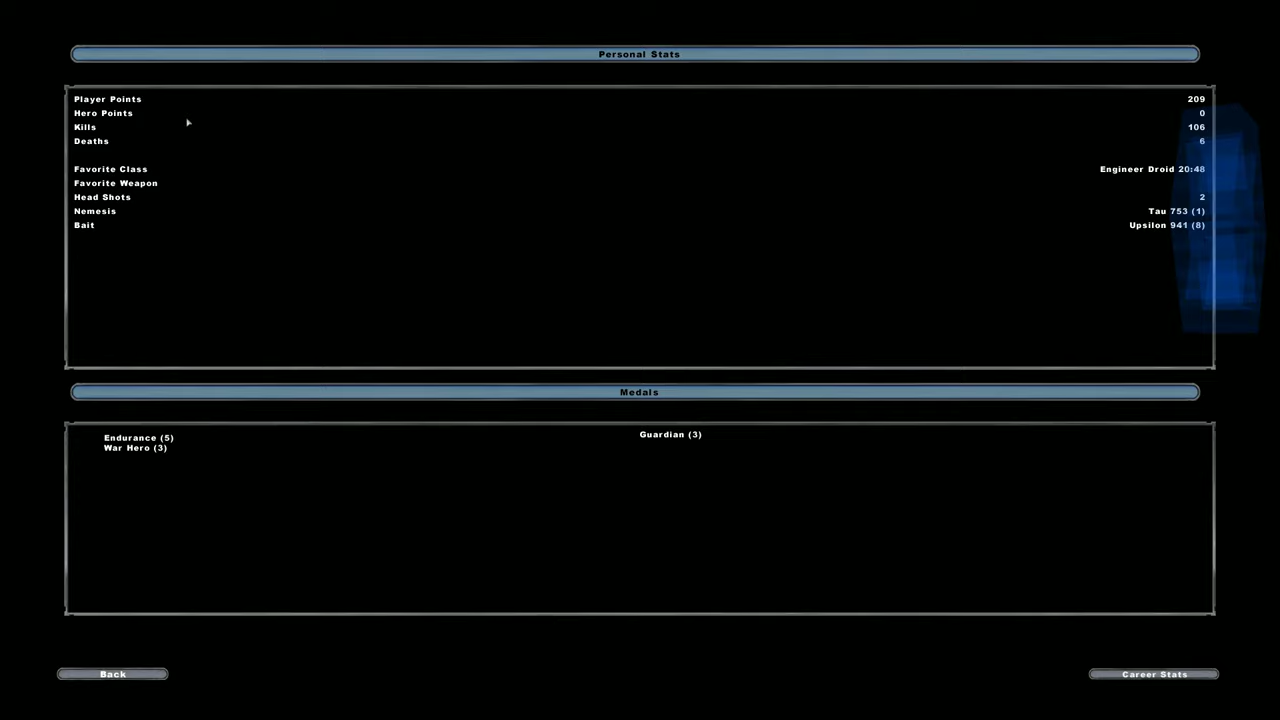 Personal Stats
Player Points 209
Hero Points 0
Kills 106
Deaths 6
Favorite Class Engineer Droid 20:48
Favorite Weapon
Head Shots 2
Nemesis Tau 753 (1)
Bait Upsilon 941 (8)
Medals
Endurance (5) Guardian (3)
War Hero (3)
Back Career Stats